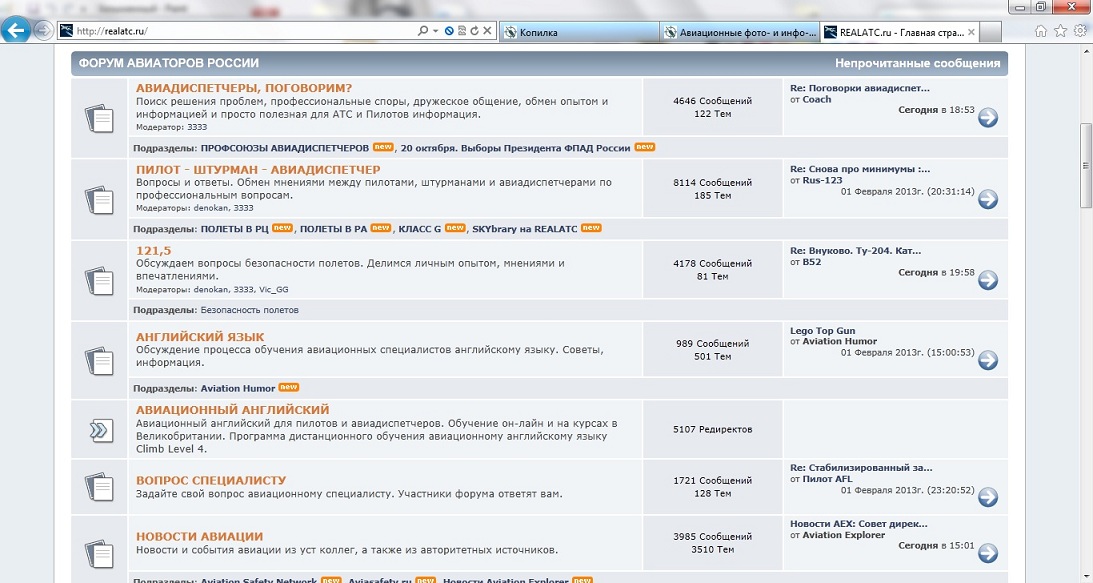 http://realatc.ru/
Копилка
Авиационные фото- и инфо-...
REALATC.ru - Главная стра...
ФОРУМ АВИАТОРОВ РОССИИ
Непрочитанные сообщения
АВИАДИСПЕТЧЕРЫ, ПОГОВОРИМ?
Поиск решения проблем, профессиональные споры, дружеское общение, обмен опытом и
информацией и просто полезная для АТС и Пилотов информация.
Модератор: 3333
4646 Сообщений
122 Тем
Re: Поговорки авиадиспет...
от Coach
Сегодня в 18:53
Подразделы: ПРОФСОЮЗЫ АВИАДИСПЕТЧЕРОВ new, 20 октября. Выборы Президента ФПАД России new
ПИЛОТ - ШТУРМАН - АВИАДИСПЕТЧЕР
Вопросы и ответы. Обмен мнениями между пилотами, штурманами и авиадиспетчерами по
профессиональным вопросам.
Модераторы: denokan, 3333
8114 Сообщений
185 Тем
Re: Снова про минимумы :...
от Rus-123
01 Февраля 2013г. (20:31:14)
Подразделы: ПОЛЕТЫ В РЦ new, ПОЛЕТЫ В РА new, КЛАСС G new, SKYbrary на REALATC new
121,5
Обсуждаем вопросы безопасности полетов. Делимся личным опытом, мнениями и
впечатлениями.
Модераторы: denokan, 3333, Vic_GG
4178 Сообщений
81 Тем
Re: Внуково. Ту-204. Кат...
от B52
Сегодня в 19:58
Подразделы: Безопасность полетов
АНГЛИЙСКИЙ ЯЗЫК
Обсуждение процесса обучения авиационных специалистов английскому языку. Советы,
информация.
989 Сообщений
501 Тем
Lego Top Gun
от Aviation Humor
01 Февраля 2013г. (15:00:53)
Подразделы: Aviation Humor new
АВИАЦИОННЫЙ АНГЛИЙСКИЙ
Авиационный английский для пилотов и авиадиспетчеров. Обучение он-лайн и на курсах в
Великобритании. Программа дистанционного обучения авиационному английскому языку
Climb Level 4.
5107 Редиректов
ВОПРОС СПЕЦИАЛИСТУ
Задайте свой вопрос авиационному специалисту. Участники форума ответят вам.
1721 Сообщений
128 Тем
Re: Стабилизированный за...
от Пилот AFL
01 Февраля 2013г. (23:20:52)
НОВОСТИ АВИАЦИИ
Новости и события авиации из уст коллег, а также из авторитетных источников.
3985 Сообщений
3510 Тем
Новости AEX: Совет дирек...
от Aviation Explorer
Сегодня в 15:01
Подразделы: Aviation Safety Network new, Aviasafety.ru new, Новости Aviation Explorer new